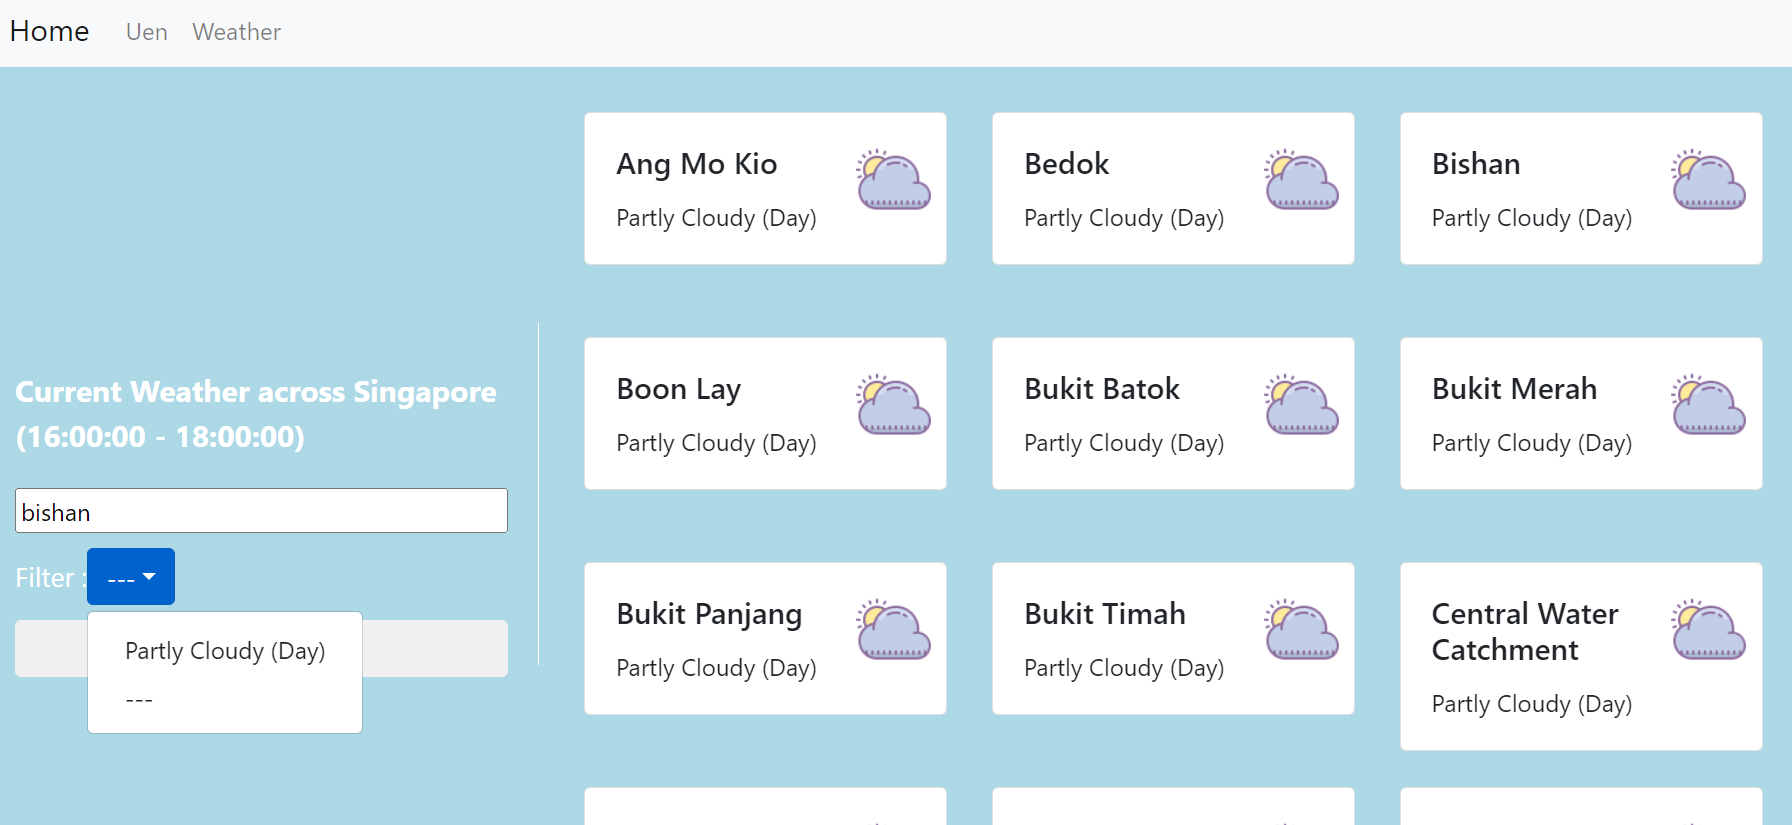 Home Uen Weather
Current Weather across Singapore
(16:00:00 - 18:00:00)
bishan
Filter : ---
Partly Cloudy (Day)
---
Ang Mo Kio
Partly Cloudy (Day)
Bedok
Partly Cloudy (Day)
Bishan
Partly Cloudy (Day)
Boon Lay
Partly Cloudy (Day)
Bukit Batok
Partly Cloudy (Day)
Bukit Merah
Partly Cloudy (Day)
Bukit Panjang
Partly Cloudy (Day)
Bukit Timah
Partly Cloudy (Day)
Central Water
Catchment
Partly Cloudy (Day)